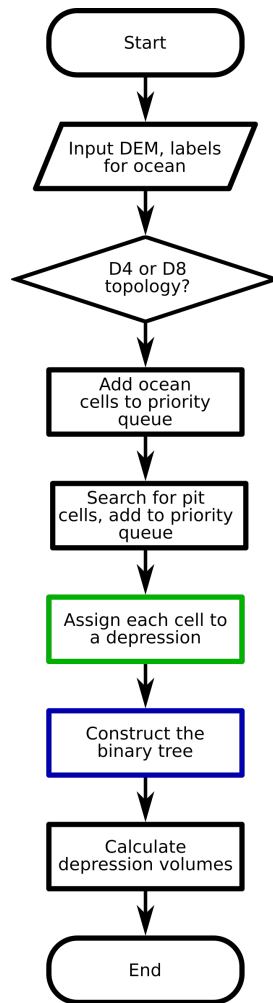 Start
Input DEM, labels
for ocean
D4 or D8
topology?
Add ocean
cells to priority
queue
Search for pit
cells, add to priority
queue
Assign each cell to
a depression
Construct the
binary tree
Calculate
depression volumes
End